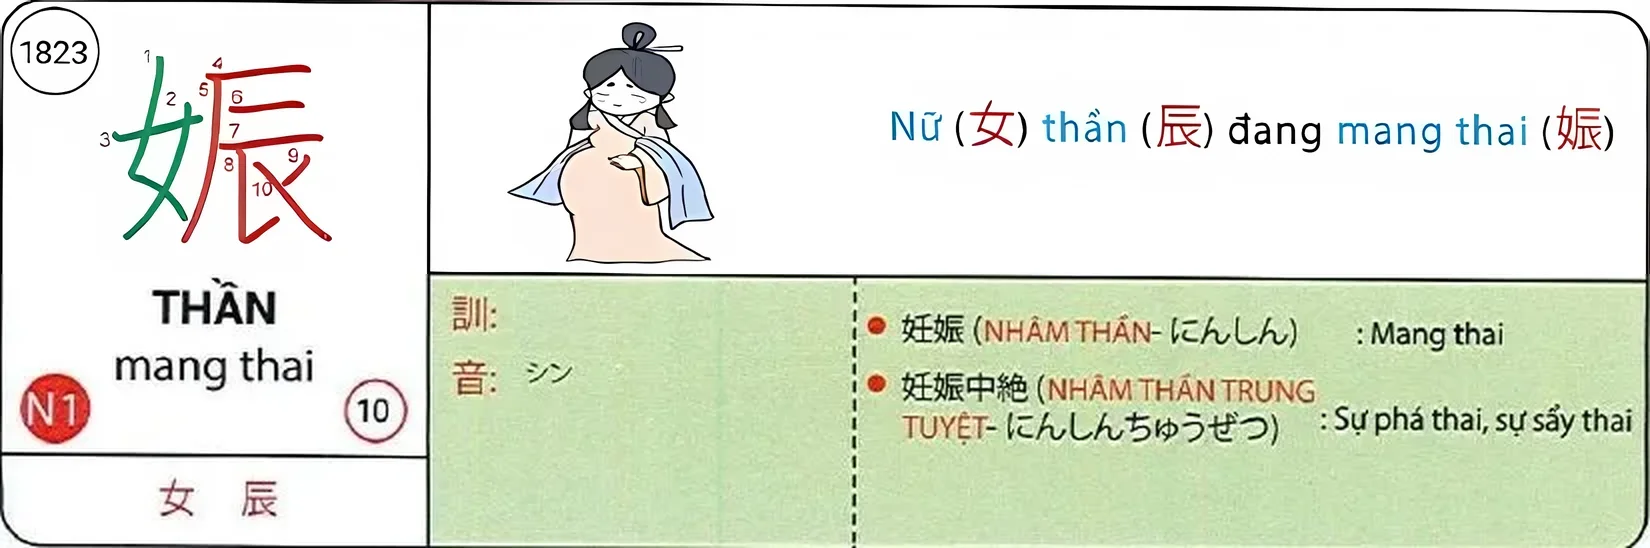 1823
娠
1
2
3
4
5
6
7
8
9
10
THẦN
mang thai
N1
10
女 辰
Nữ (女) thần (辰) đang mang thai (娠)
訓:
音: シン
妊娠 (NHÂM THẦN- にんしん) : Mang thai
妊娠中絶 (NHÂM THẦN TRUNG
TUYỆT- にんしんちゅうぜつ) : Sự phá thai, sự sẩy thai